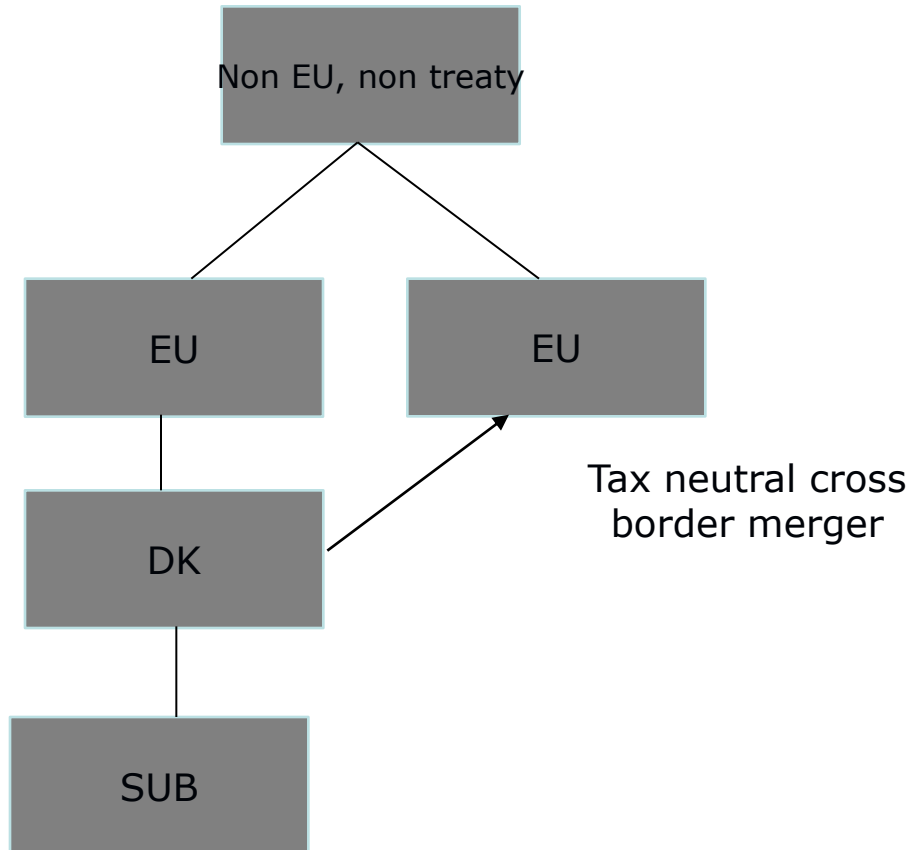 Non EU, non treaty
EU
EU
DK
Tax neutral cross
border merger
SUB